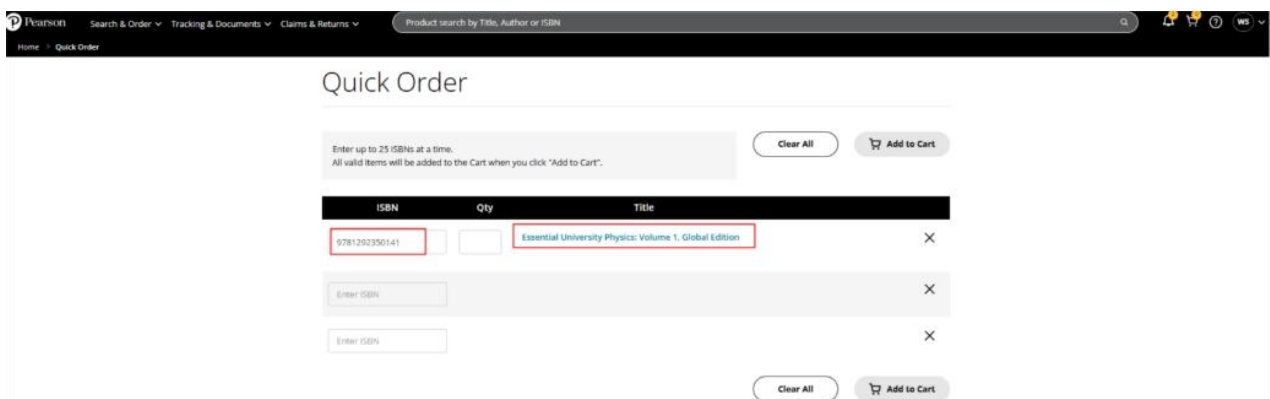 Pearson Search & Order Tracking & Documents Claims & Returns Product search by Title, Author or ISBN WS
Home > Quick Order
Quick Order
Enter up to 25 ISBNs at a time.
All valid items will be added to the Cart when you click "Add to Cart".
Clear All Add to Cart
ISBN Qty Title
9781292350141 Essential University Physics: Volume 1, Global Edition
Enter ISBN
Enter ISBN
Clear All Add to Cart